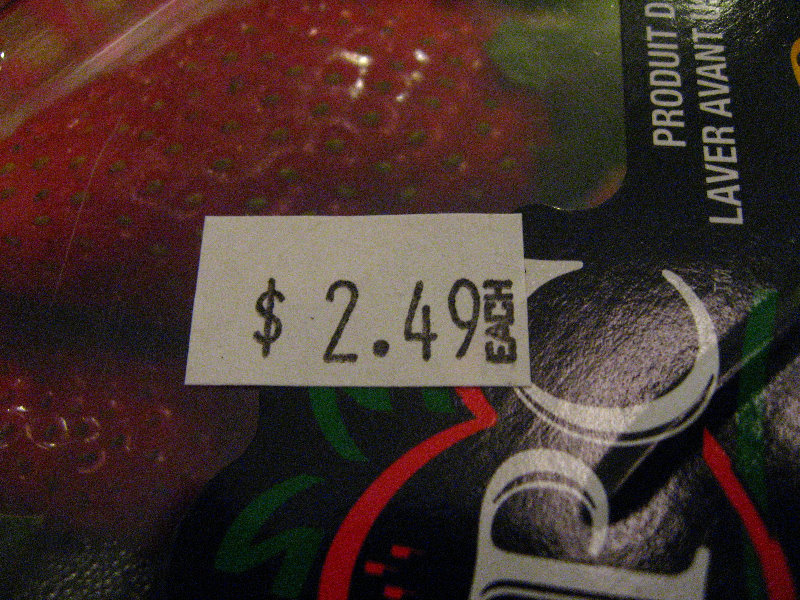 $ 2.49 EACH
PRODUIT
LAVER AVANT